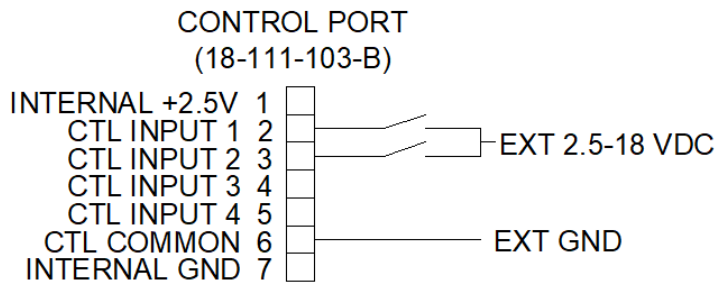 CONTROL PORT
(18-111-103-B)
INTERNAL +2.5V 1
CTL INPUT 1 2
CTL INPUT 2 3
EXT 2.5-18 VDC
CTL INPUT 3 4
CTL INPUT 4 5
CTL COMMON 6
EXT GND
INTERNAL GND 7